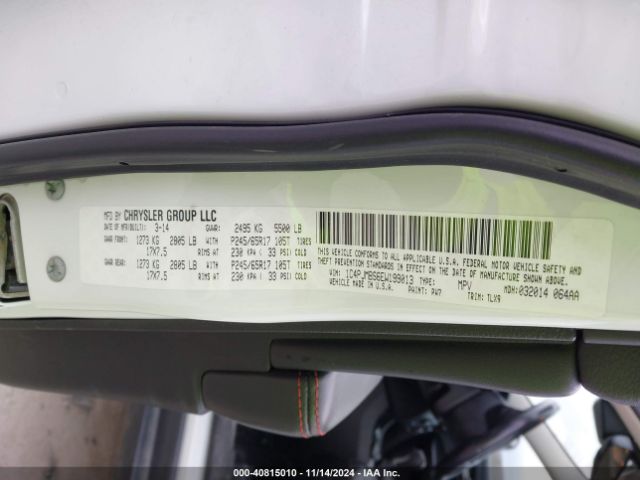 MFD BY CHRYSLER GROUP LLC
DATE OF MFR(BUILT): 3-14 GVWR: 2495 KG 5500 LB
GAWR FRONT: 1273 KG 2805 LB WITH P245/65R17 105T TIRES
17X7.5 RIMS AT 230 KPA ( 33 PSI) COLD
GAWR REAR: 1273 KG 2805 LB WITH P245/65R17 105T TIRES
17X7.5 RIMS AT 230 KPA ( 33 PSI) COLD
THIS VEHICLE CONFORMS TO ALL APPLICABLE U.S.A. FEDERAL MOTOR VEHICLE SAFETY AND
THEFT PREVENTION STANDARDS IN EFFECT ON THE DATE OF MANUFACTURE SHOWN ABOVE.
VIN: 1C4PJMBS6EW199013 TYPE: MPV MDH: 032014 064AA
VEHICLE MADE IN U.S.A. PAINT: PW7 TRIM: TLX9
000-40815010 - 11/14/2024 - IAA Inc.